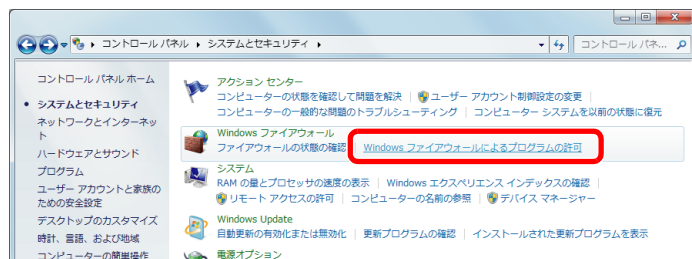 コントロール パネル ▸ システムとセキュリティ ▸
コントロール パネ...
コントロール パネル ホーム
システムとセキュリティ
ネットワークとインターネッ
ト
ハードウェアとサウンド
プログラム
ユーザー アカウントと家族の
ための安全設定
デスクトップのカスタマイズ
時計、言語、および地域
コンピューターの簡単操作
アクション センター
コンピューターの状態を確認して問題を解決 | ユーザー アカウント制御設定の変更 |
コンピューターの一般的な問題のトラブルシューティング | コンピューター システムを以前の状態に復元
Windows ファイアウォール
ファイアウォールの状態の確認 | Windows ファイアウォールによるプログラムの許可
システム
RAM の量とプロセッサの速度の表示 | Windows エクスペリエンス インデックスの確認 |
リモート アクセスの許可 | コンピューターの名前の参照 | デバイス マネージャー
Windows Update
自動更新の有効化または無効化 | 更新プログラムの確認 | インストールされた更新プログラムを表示
電源オプション